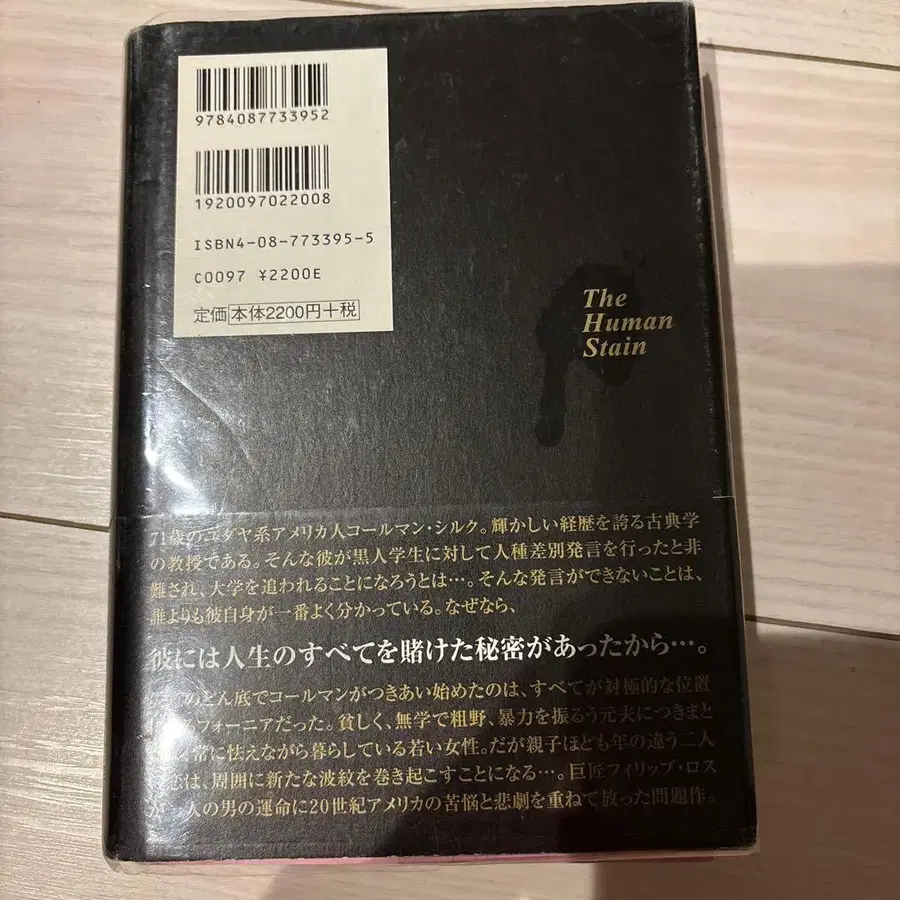 9784087733952
1920097022008
ISBN4-08-773395-5
C0097 ¥2200E
定価 本体2200円+税
The
Human
Stain
71歳のユダヤ系アメリカ人コールマン・シルク。輝かしい経歴を誇る古典学
の教授である。そんな彼が黒人学生に対して人種差別発言を行ったと非
難され、大学を追われることになろうとは…。そんな発言ができないことは、
誰よりも彼自身が一番よく分かっている。なぜなら、
彼には人生のすべてを賭けた秘密があったから…。
のどん底でコールマンがつきあい始めたのは、すべてが対極的な位置
フォーニアだった。貧しく、無学で粗野、暴力を振るう元夫につきまと
常に怯えながら暮らしている若い女性。だが親子ほども年の違う二人
恋は、周囲に新たな波紋を巻き起こすことになる…。巨匠フィリップ・ロス
が一人の男の運命に20世紀アメリカの苦悩と悲劇を重ねて放った問題作。